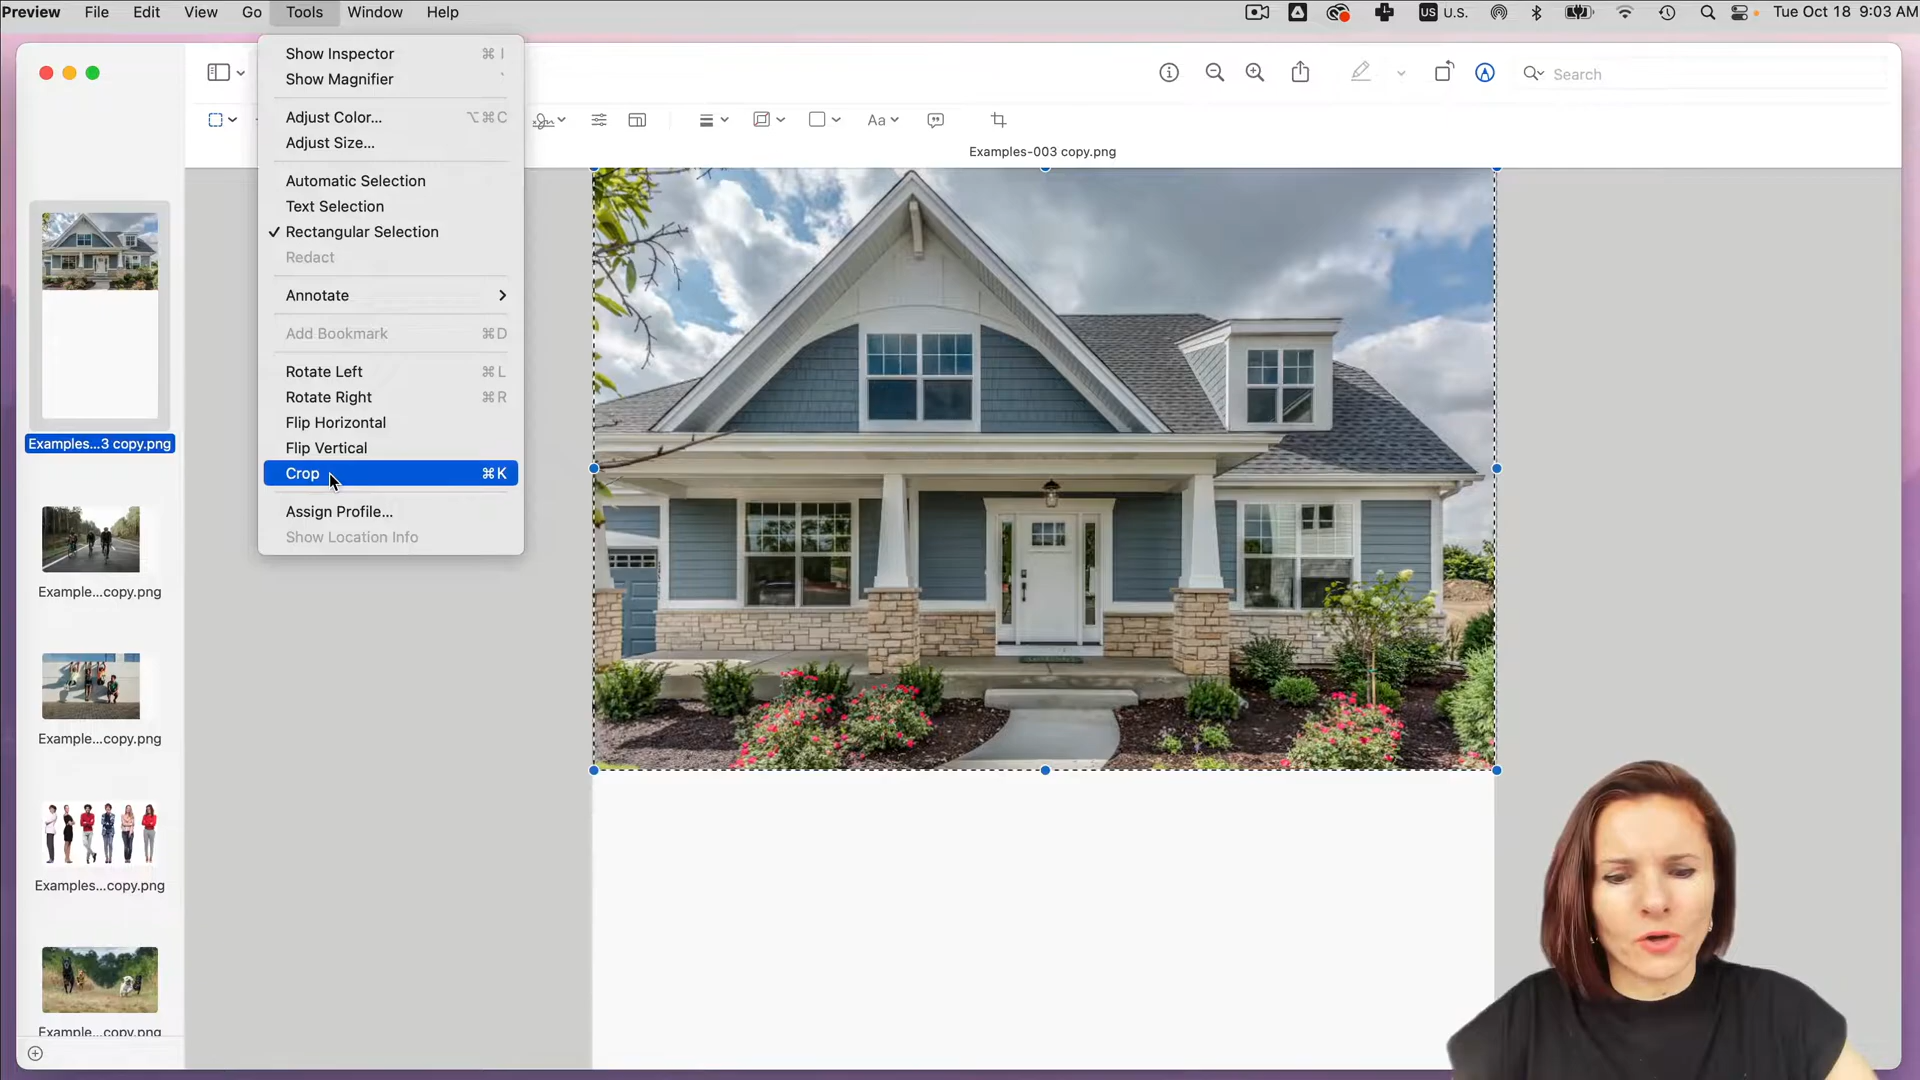 Preview File Edit View Go Tools Window Help US U.S. Tue Oct 18 9:03 AM
Show Inspector ⌘ I
Show Magnifier `
Adjust Color... ⌥⌘C
Adjust Size...
Automatic Selection
Text Selection
✓ Rectangular Selection
Redact
Annotate
Add Bookmark ⌘D
Rotate Left ⌘L
Rotate Right ⌘R
Flip Horizontal
Flip Vertical
Crop ⌘K
Assign Profile...
Show Location Info
Search
Aa
Examples-003 copy.png
Examples...3 copy.png
Example...copy.png
Example...copy.png
Examples...copy.png
Example...copy.png